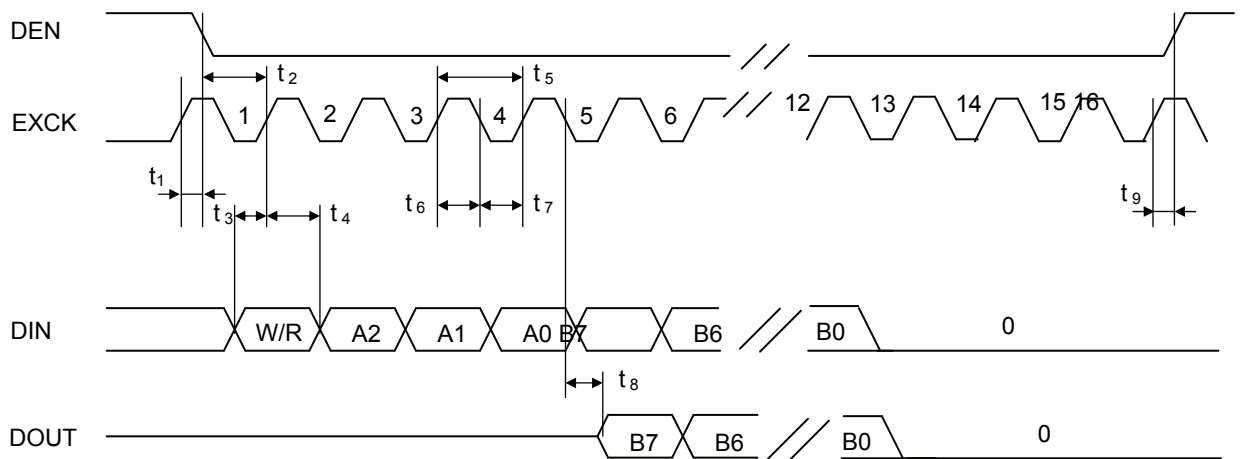 DEN
t2
t5
EXCK
1 2 3 4 5 6 12 13 14 15 16
t1
t3 t4 t6 t7 t9
DIN
W/R A2 A1 A0 B7 B6 B0 0
t8
DOUT
B7 B6 B0 0